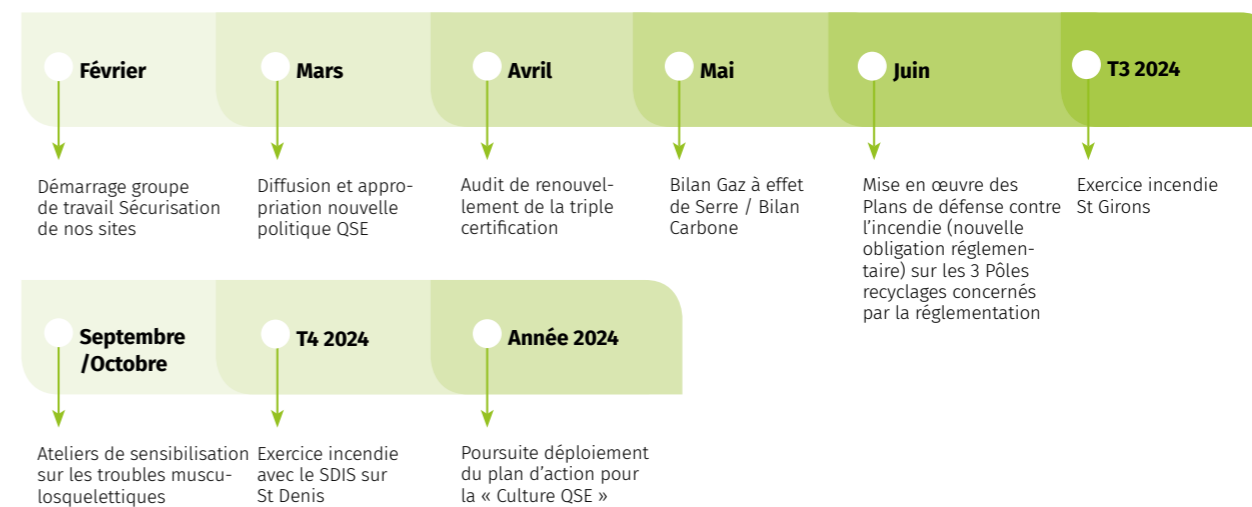 Février
Démarrage groupe
de travail Sécurisation
de nos sites
Mars
Diffusion et appro-
priation nouvelle
politique QSE
Avril
Audit de renouvel-
lement de la triple
certification
Mai
Bilan Gaz à effet
de Serre / Bilan
Carbone
Juin
Mise en œuvre des
Plans de défense contre
l’incendie (nouvelle
obligation réglemen-
taire) sur les 3 Pôles
recyclages concernés
par la réglementation
T3 2024
Exercice incendie
St Girons
Septembre
/Octobre
Ateliers de sensibilisation
sur les troubles muscu-
losquelettiques
T4 2024
Exercice incendie
avec le SDIS sur
St Denis
Année 2024
Poursuite déploiement
du plan d’action pour
la « Culture QSE »